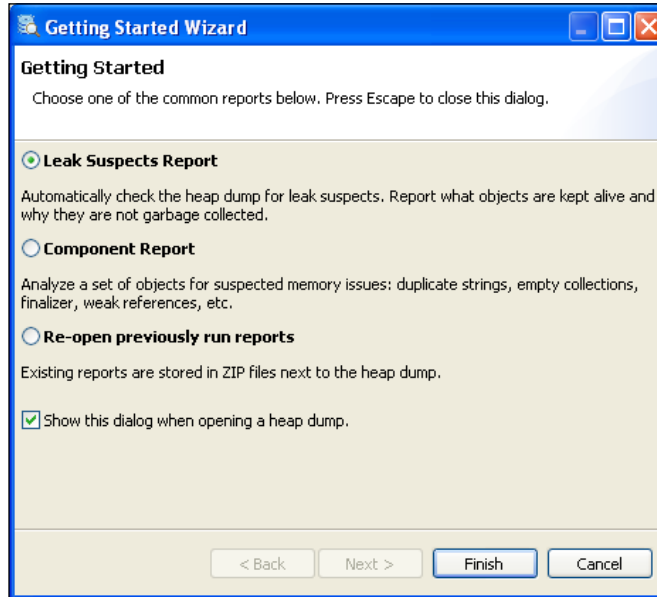 Getting Started Wizard
Getting Started
Choose one of the common reports below. Press Escape to close this dialog.
Leak Suspects Report
Automatically check the heap dump for leak suspects. Report what objects are kept alive and
why they are not garbage collected.
Component Report
Analyze a set of objects for suspected memory issues: duplicate strings, empty collections,
finalizer, weak references, etc.
Re-open previously run reports
Existing reports are stored in ZIP files next to the heap dump.
Show this dialog when opening a heap dump.
< Back Next > Finish Cancel